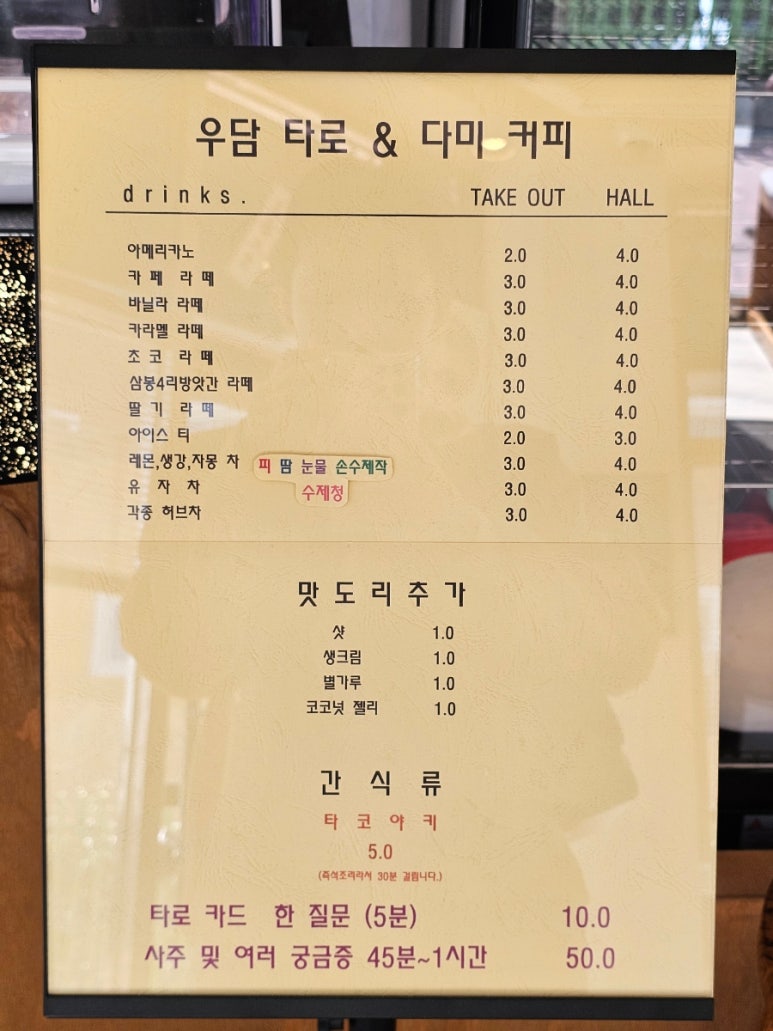 우담 타로 & 다미 커피
drinks. TAKE OUT HALL
아메리카노 2.0 4.0
카페 라떼 3.0 4.0
바닐라 라떼 3.0 4.0
카라멜 라떼 3.0 4.0
초코 라떼 3.0 4.0
삼봉4리방앗간 라떼 3.0 4.0
딸기 라떼 3.0 4.0
아이스 티 2.0 3.0
레몬,생강,자몽 차 피 땀 눈물 손수제작 3.0 4.0
수제청
유 자 차 3.0 4.0
각종 허브차 3.0 4.0
맛도리추가
샷 1.0
생크림 1.0
별가루 1.0
코코넛 젤리 1.0
간 식 류
타 코 야 키
5.0
(즉석조리라서 30분 걸립니다.)
타로 카드 한 질문 (5분) 10.0
사주 및 여러 궁금증 45분~1시간 50.0